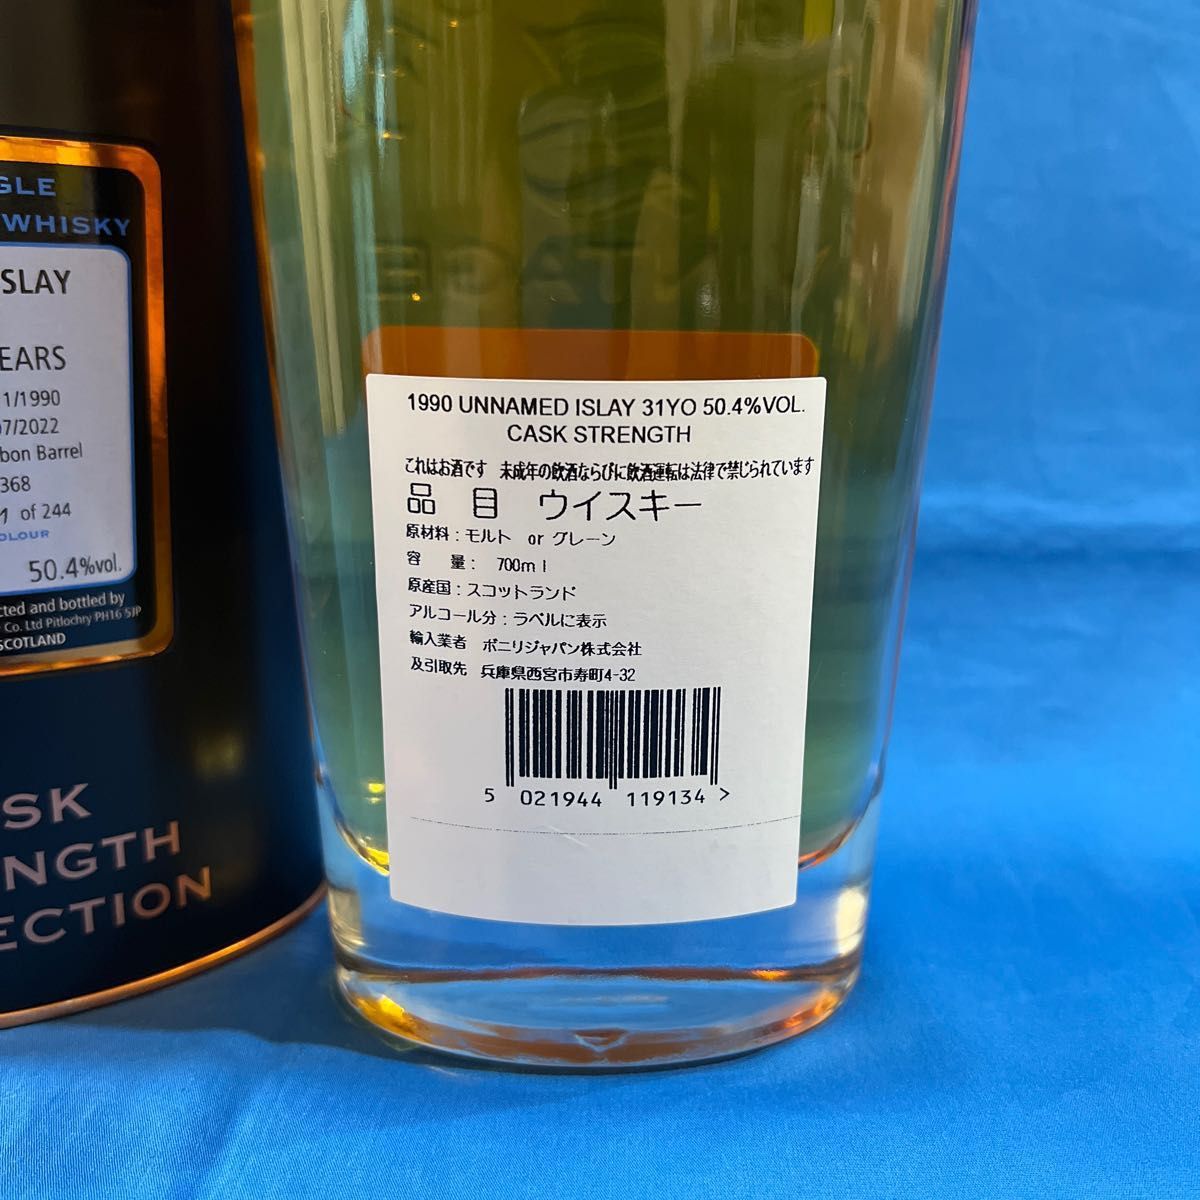 GLE
WHISKY
SLAY
EARS
1/1990
07/2022
bon Barrel
368
1 of 244
OLOUR
50.4%vol.
cted and bottled by
Co. Ltd Pitlochry PH16 5JP
SCOTLAND
SK
NGTH
ECTION
1990 UNNAMED ISLAY 31YO 50.4%VOL.
CASK STRENGTH
これはお酒です 未成年の飲酒ならびに飲酒運転は法律で禁じられています
品 目 ウイスキー
原材料：モルト or グレーン
容 量： 700ml
原産国：スコットランド
アルコール分：ラベルに表示
輸入業者 ボニリジャパン株式会社
及引取先 兵庫県西宮市寿町4-32
5 021944 119134 >